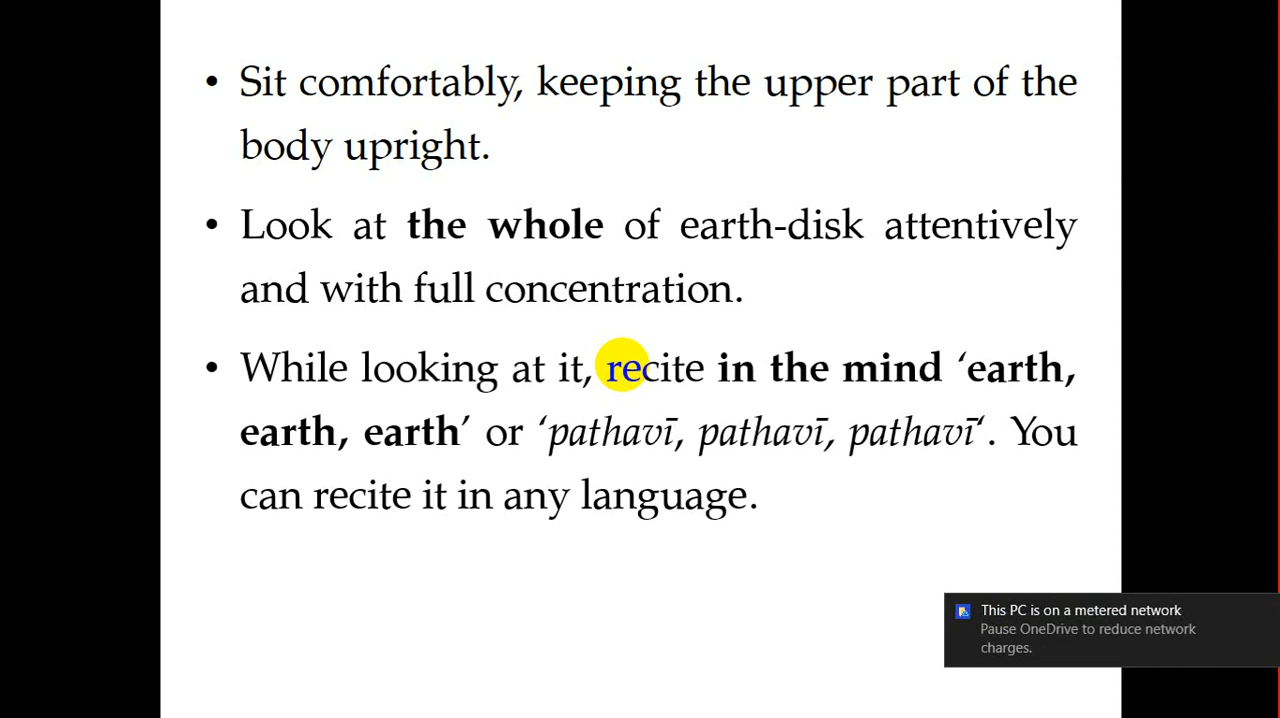 • Sit comfortably, keeping the upper part of the
body upright.
• Look at the whole of earth-disk attentively
and with full concentration.
• While looking at it, recite in the mind ‘earth,
earth, earth’ or ‘pathavī, pathavī, pathavī‘. You
can recite it in any language.
This PC is on a metered network
Pause OneDrive to reduce network
charges.